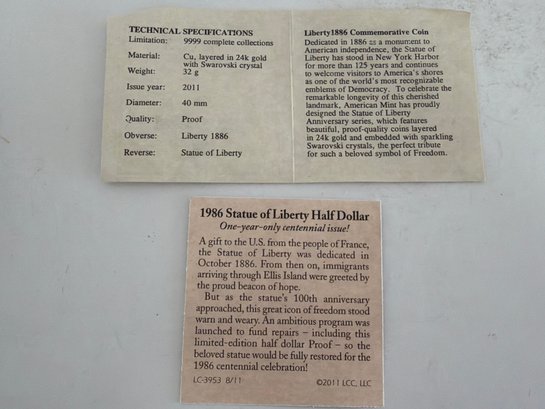 TECHNICAL SPECIFICATIONS
Limitation: 9999 complete collections
Material: Cu, layered in 24k gold
with Swarovski crystal
Weight: 32 g
Issue year: 2011
Diameter: 40 mm
Quality: Proof
Obverse: Liberty 1886
Reverse: Statue of Liberty
Liberty1886 Commemorative Coin
Dedicated in 1886 as a monument to
American independence, the Statue of
Liberty has stood in New York Harbor
for more than 125 years and continues
to welcome visitors to America's shores
as one of the world's most recognizable
emblems of Democracy. To celebrate the
remarkable longevity of this cherished
landmark, American Mint has proudly
designed the Statue of Liberty
Anniversary series, which features
beautiful, proof-quality coins layered
in 24k gold and embedded with sparkling
Swarovski crystals, the perfect tribute
for such a beloved symbol of Freedom.
1986 Statue of Liberty Half Dollar
One-year-only centennial issue!
A gift to the U.S. from the people of France,
the Statue of Liberty was dedicated in
October 1886. From then on, immigrants
arriving through Ellis Island were greeted by
the proud beacon of hope.
But as the statue's 100th anniversary
approached, this great icon of freedom stood
warn and weary. An ambitious program was
launched to fund repairs – including this
limited-edition half dollar Proof – so the
beloved statue would be fully restored for the
1986 centennial celebration!
LC-3953 8/11 ©2011 LCC, LLC